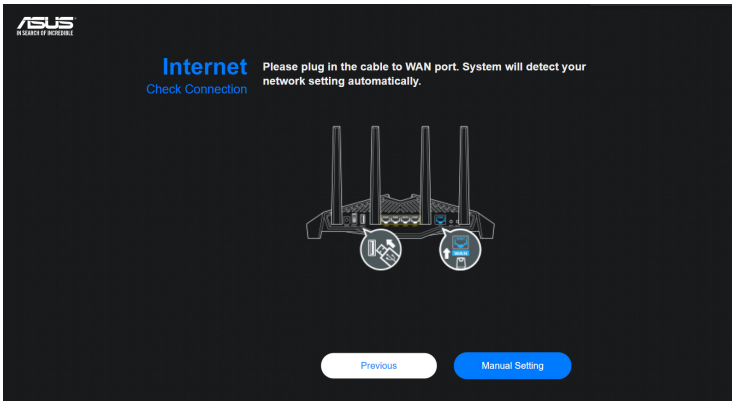 ASUS
IN SEARCH OF INCREDIBLE
Internet
Check Connection
Please plug in the cable to WAN port. System will detect your
network setting automatically.
WAN
Previous
Manual Setting